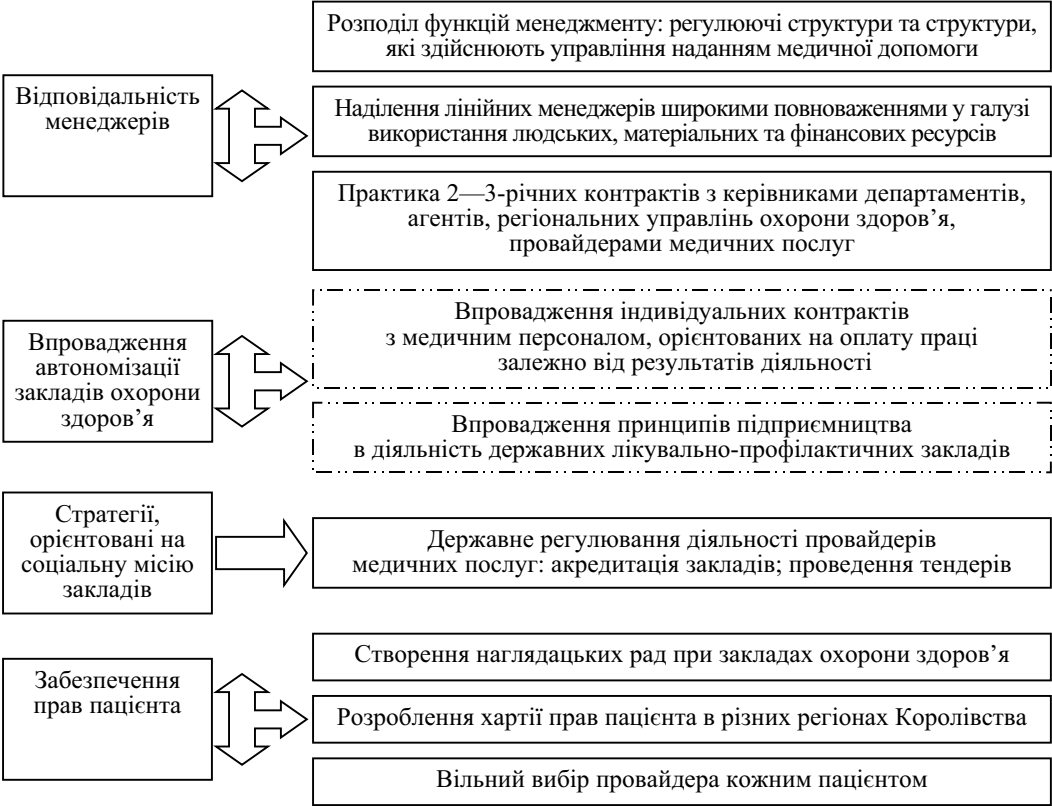 Відповідальність
менеджерів
Розподіл функцій менеджменту: регулюючі структури та структури,
які здійснюють управління наданням медичної допомоги
Наділення лінійних менеджерів широкими повноваженнями у галузі
використання людських, матеріальних та фінансових ресурсів
Практика 2—3-річних контрактів з керівниками департаментів,
агентів, регіональних управлінь охорони здоров’я,
провайдерами медичних послуг
Впровадження
автономізації
закладів охорони
здоров’я
Впровадження індивідуальних контрактів
з медичним персоналом, орієнтованих на оплату праці
залежно від результатів діяльності
Впровадження принципів підприємництва
в діяльність державних лікувально-профілактичних закладів
Стратегії,
орієнтовані на
соціальну місію
закладів
Державне регулювання діяльності провайдерів
медичних послуг: акредитація закладів; проведення тендерів
Забезпечення
прав пацієнта
Створення наглядацьких рад при закладах охорони здоров’я
Розроблення хартії прав пацієнта в різних регіонах Королівства
Вільний вибір провайдера кожним пацієнтом